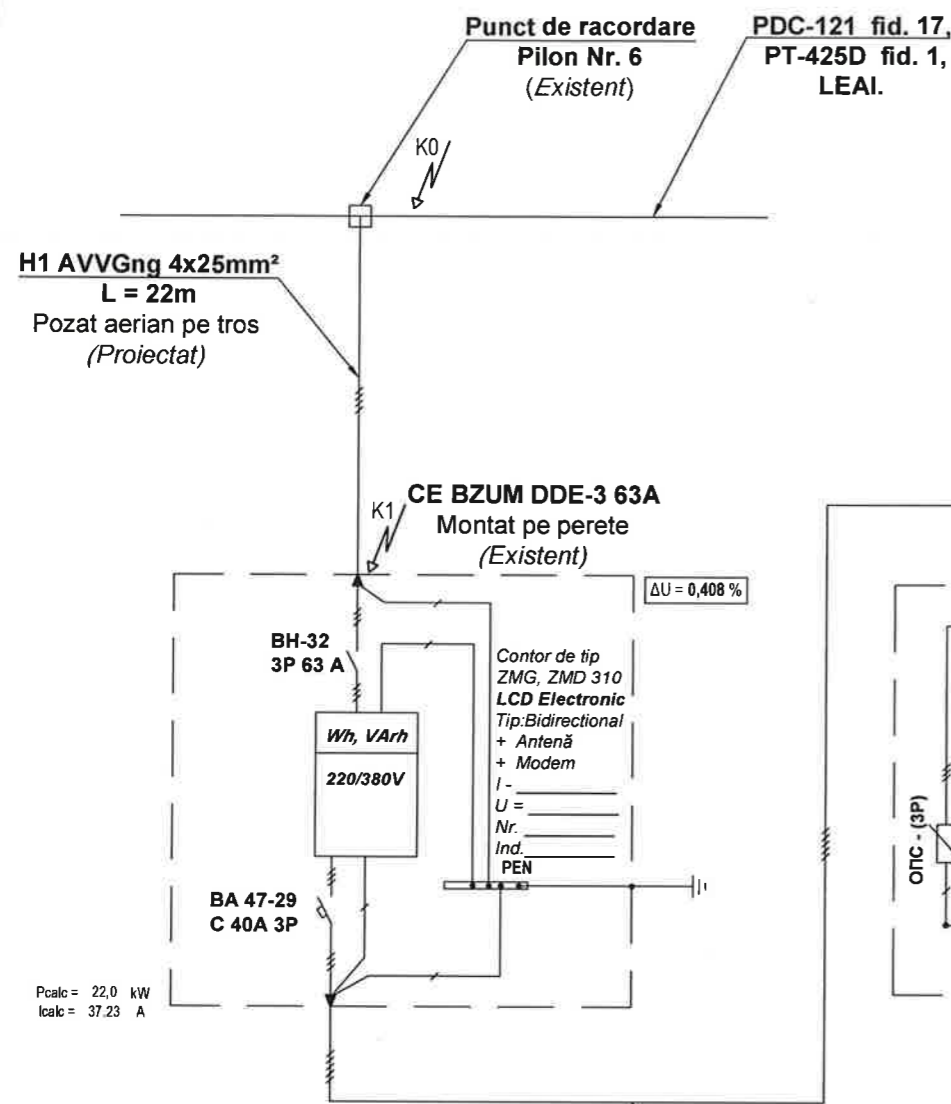 Punct de racordare
Pilon Nr. 6
(Existent)
PDC-121 fid. 17,
PT-425D fid. 1,
LEAI.
K0
H1 AVVGng 4x25mm²
L = 22m
Pozat aerian pe tros
(Proiectat)
K1
CE BZUM DDE-3 63A
Montat pe perete
(Existent)
ΔU = 0,408 %
BH-32
3P 63 A
Contor de tip
ZMG, ZMD 310
LCD Electronic
Tip:Bidirectional
+ Antenă
+ Modem
I -
U =
Nr.
Ind.
PEN
Wh, VArh
220/380V
ОПС - (3P)
BA 47-29
C 40A 3P
Pcalc = 22,0 kW
Icalc = 37,23 A